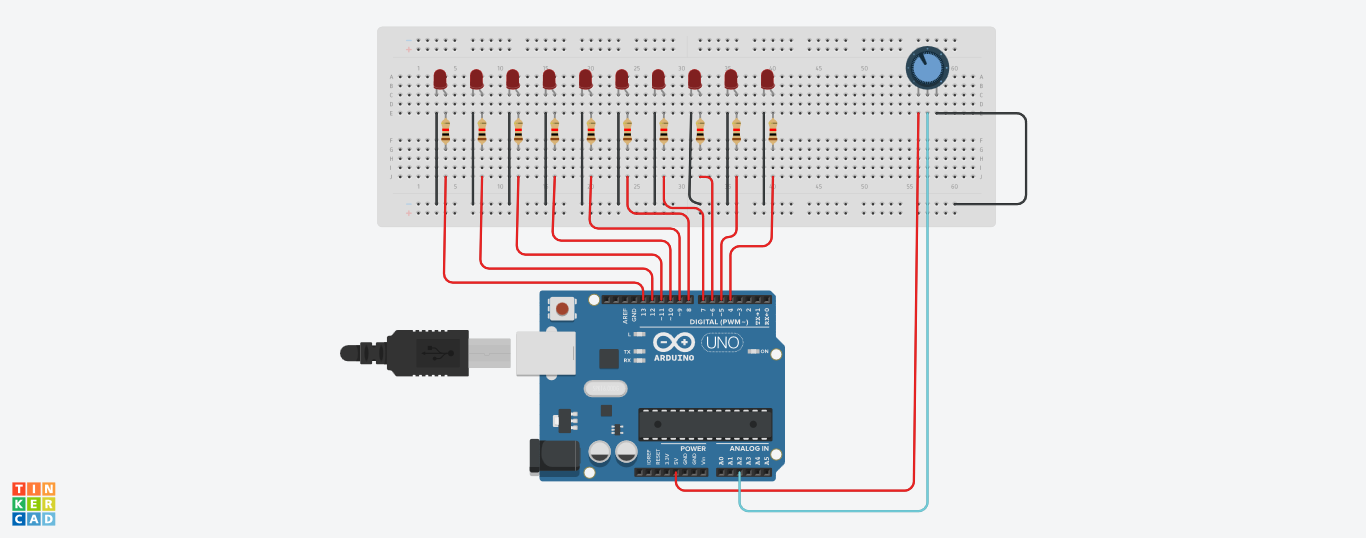 1 5 10 15 20 25 30 35 40 45 50 55 60
A A
B B
C C
D D
E E
F F
G G
H H
I I
J J
1 5 10 15 20 25 30 35 40 45 50 55 60
AREF
GND
13
12
~11
~10
~9
8
7
~6
~5
4
~3
2
TX→1
RX←0
DIGITAL (PWM~)
L
TX
RX
ARDUINO
UNO
ON
POWER
ANALOG IN
IOREF
RESET
3.3V
5V
GND
GND
Vin
A0
A1
A2
A3
A4
A5
TIN
KER
CAD